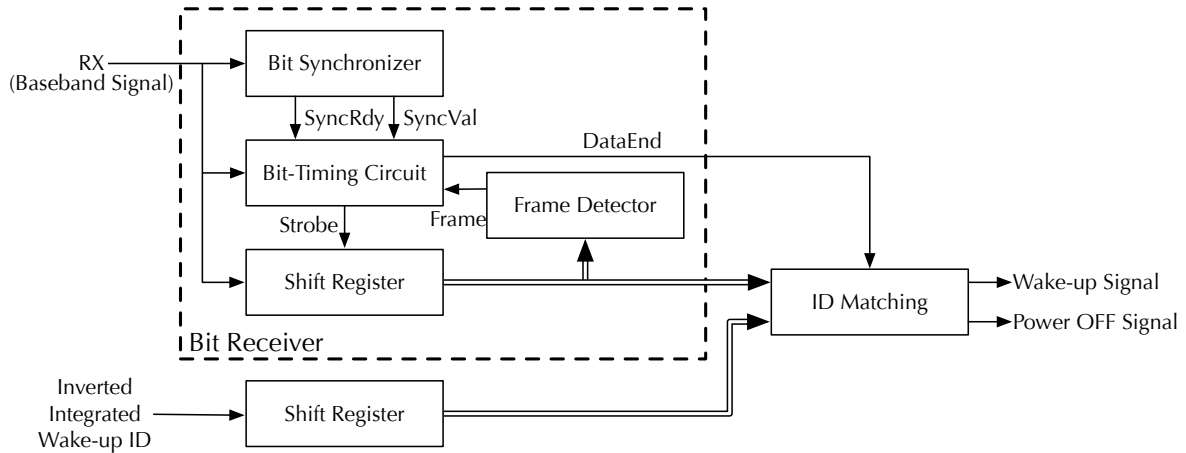 RX
(Baseband Signal)
Bit Synchronizer
SyncRdy
SyncVal
Bit-Timing Circuit
DataEnd
Strobe
Frame
Frame Detector
Shift Register
ID Matching
Wake-up Signal
Power OFF Signal
Bit Receiver
Inverted
Integrated
Wake-up ID
Shift Register